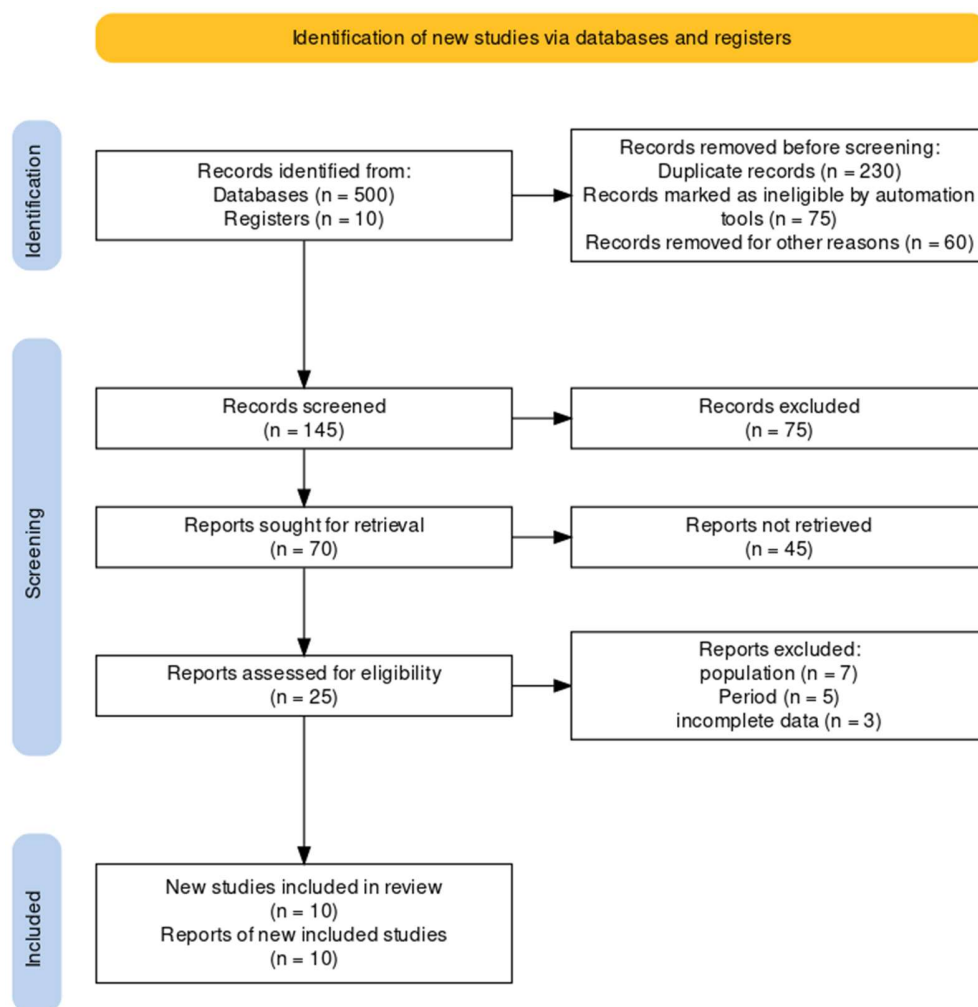 Identification of new studies via databases and registers
Identification
Records identified from:
Databases (n = 500)
Registers (n = 10)
Records removed before screening:
Duplicate records (n = 230)
Records marked as ineligible by automation
tools (n = 75)
Records removed for other reasons (n = 60)
Screening
Records screened
(n = 145)
Records excluded
(n = 75)
Reports sought for retrieval
(n = 70)
Reports not retrieved
(n = 45)
Reports assessed for eligibility
(n = 25)
Reports excluded:
population (n = 7)
Period (n = 5)
incomplete data (n = 3)
Included
New studies included in review
(n = 10)
Reports of new included studies
(n = 10)